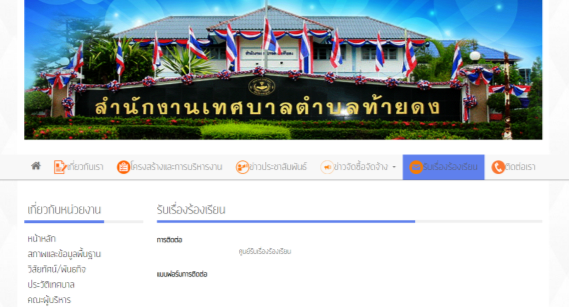 สำนักงานเทศบาลตำบลท้ายดง
เกี่ยวกับเรา โครงสร้างและการบริหารงาน ข่าวประชาสัมพันธ์ ข่าวจัดซื้อจัดจ้าง รับเรื่องร้องเรียน ติดต่อเรา
เกี่ยวกับหน่วยงาน
รับเรื่องร้องเรียน
หน้าหลัก
สภาพและข้อมูลพื้นฐาน
วิสัยทัศน์/พันธกิจ
ประวัติเทศบาล
คณะผู้บริหาร
การติดต่อ
ศูนย์รับเรื่องร้องเรียน
แบบฟอร์มการติดต่อ